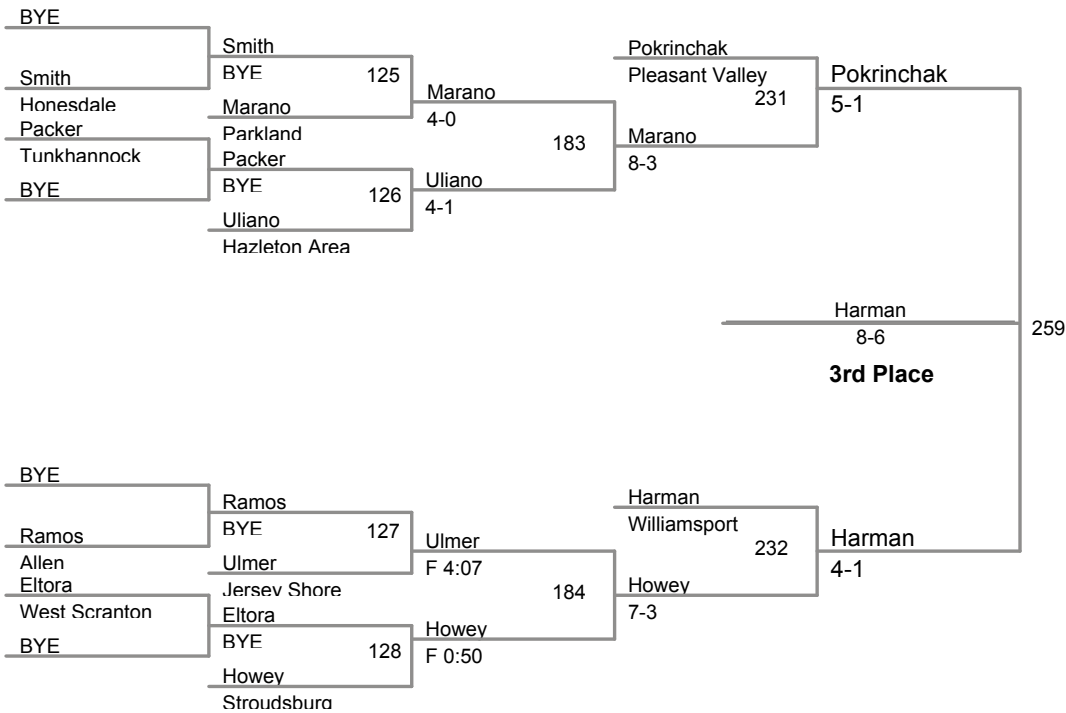 BYE
Smith
BYE
125
Smith
Honesdale
Marano
Parkland
Packer
Tunkhannock
Packer
BYE
126
BYE
Uliano
Hazleton Area
Marano
4-0
183
Uliano
4-1
Pokrinchak
Pleasant Valley
231
Marano
8-3
Pokrinchak
5-1
Harman
8-6
259
3rd Place
BYE
Ramos
BYE
127
Ramos
Allen
Ulmer
Jersey Shore
Eltora
West Scranton
Eltora
BYE
128
BYE
Howey
Stroudsburg
Ulmer
F 4:07
184
Howey
F 0:50
Harman
Williamsport
232
Howey
7-3
Harman
4-1